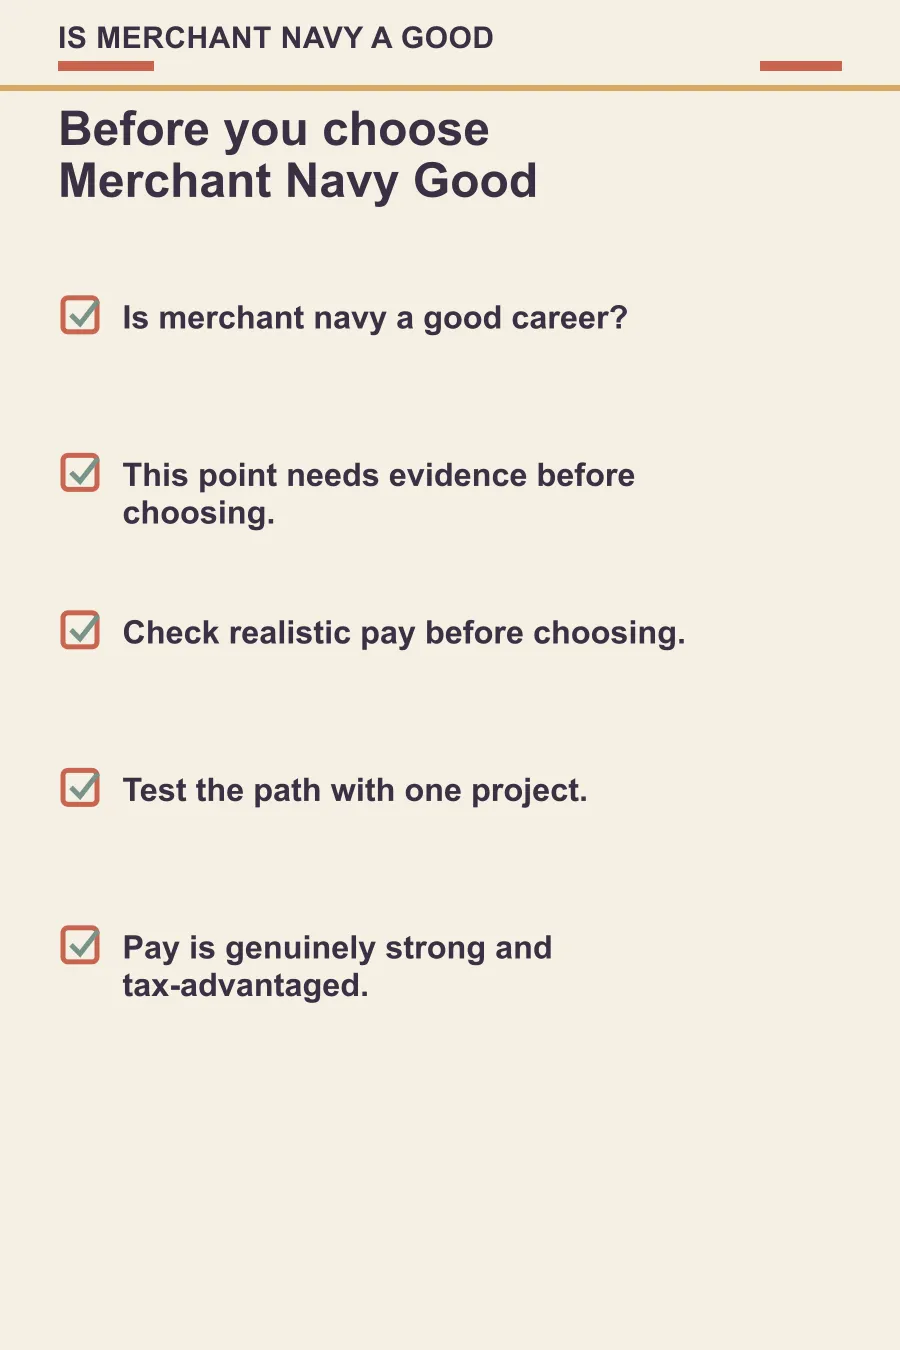 IS MERCHANT NAVY A GOOD
Before you choose
Merchant Navy Good
Is merchant navy a good career?
This point needs evidence before
choosing.
Check realistic pay before choosing.
Test the path with one project.
Pay is genuinely strong and
tax-advantaged.